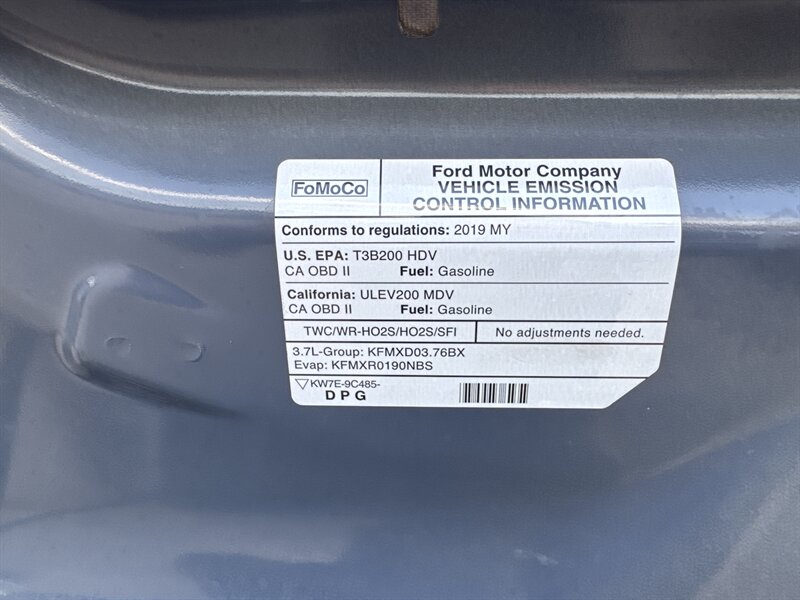 FoMoCo
Ford Motor Company
VEHICLE EMISSION
CONTROL INFORMATION
Conforms to regulations: 2019 MY
U.S. EPA: T3B200 HDV
CA OBD II Fuel: Gasoline
California: ULEV200 MDV
CA OBD II Fuel: Gasoline
TWC/WR-HO2S/HO2S/SFI No adjustments needed.
3.7L-Group: KFMXD03.76BX
Evap: KFMXR0190NBS
KW7E-9C485-
D P G